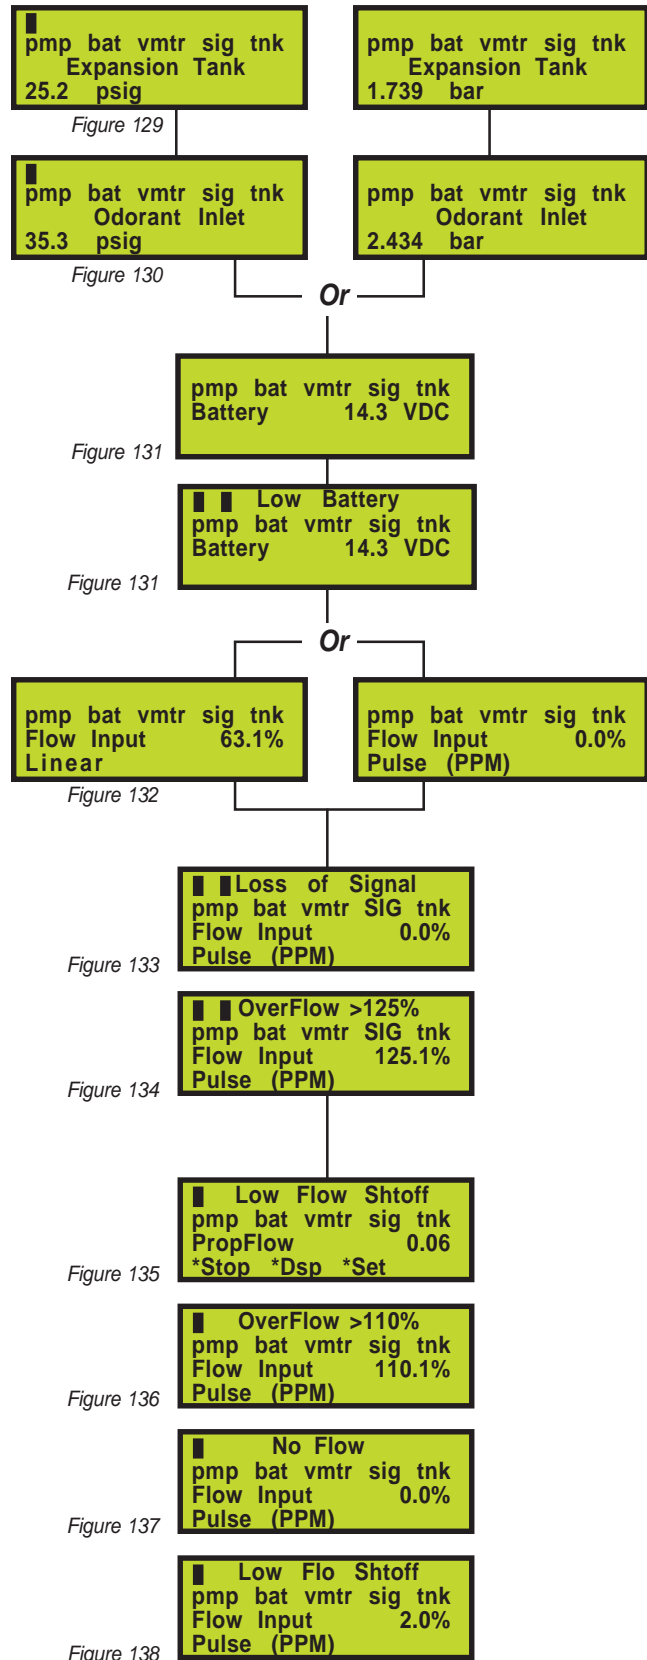 pmp bat vmtr sig tnk
Expansion Tank
25.2 psig
pmp bat vmtr sig tnk
Expansion Tank
1.739 bar
Figure 129
pmp bat vmtr sig tnk
Odorant Inlet
35.3 psig
pmp bat vmtr sig tnk
Odorant Inlet
2.434 bar
Figure 130
Or
pmp bat vmtr sig tnk
Battery 14.3 VDC
Figure 131
Low Battery
pmp bat vmtr sig tnk
Battery 14.3 VDC
Figure 131
Or
pmp bat vmtr sig tnk
Flow Input 63.1%
Linear
pmp bat vmtr sig tnk
Flow Input 0.0%
Pulse (PPM)
Figure 132
Loss of Signal
pmp bat vmtr SIG tnk
Flow Input 0.0%
Pulse (PPM)
Figure 133
OverFlow >125%
pmp bat vmtr SIG tnk
Flow Input 125.1%
Pulse (PPM)
Figure 134
Low Flow Shtoff
pmp bat vmtr sig tnk
PropFlow 0.06
*Stop *Dsp *Set
Figure 135
OverFlow >110%
pmp bat vmtr sig tnk
Flow Input 110.1%
Pulse (PPM)
Figure 136
No Flow
pmp bat vmtr sig tnk
Flow Input 0.0%
Pulse (PPM)
Figure 137
Low Flo Shtoff
pmp bat vmtr sig tnk
Flow Input 2.0%
Pulse (PPM)
Figure 138